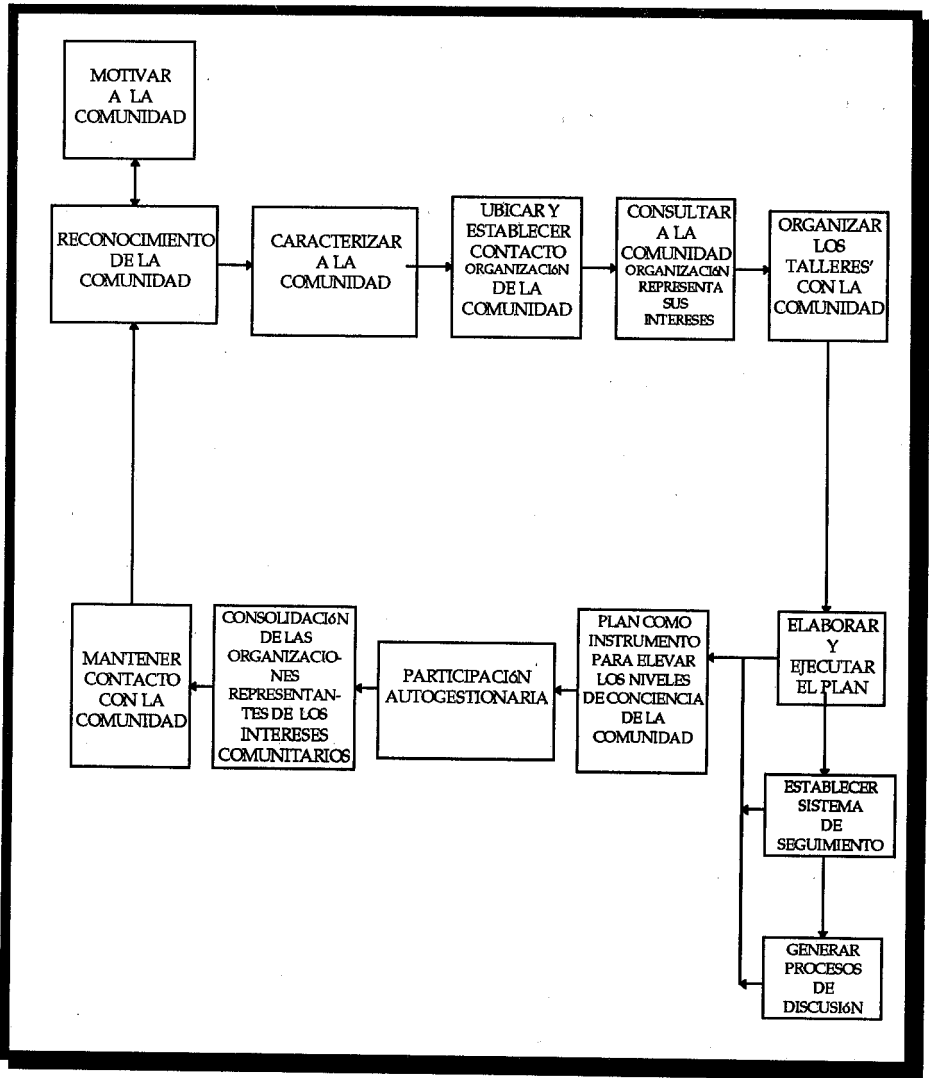 MOTIVAR
A LA
COMUNIDAD
RECONOCIMIENTO
DE LA
COMUNIDAD
CARACTERIZAR
A LA
COMUNIDAD
UBICAR Y
ESTABLECER
CONTACTO
ORGANIZACIóN
DE LA
COMUNIDAD
CONSULTAR
A LA
COMUNIDAD
ORGANIZACIóN
REPRESENTA
SUS
INTERESES
ORGANIZAR
LOS
TALLERES'
CON LA
COMUNIDAD
ELABORAR
Y
EJECUTAR
EL PLAN
PLAN COMO
INSTRUMENTO
PARA ELEVAR
LOS NIVELES
DE CONCIENCIA
DE LA
COMUNIDAD
PARTICIPACIóN
AUTOGESTIONARIA
CONSOLIDACIóN
DE LAS
ORGANIZACIO-
NES
REPRESENTAN-
TES DE LOS
INTERESES
COMUNITARIOS
MANTENER
CONTACTO
CON LA
COMUNIDAD
ESTABLECER
SISTEMA
DE
SEGUIMIENTO
GENERAR
PROCESOS
DE
DISCUSIóN